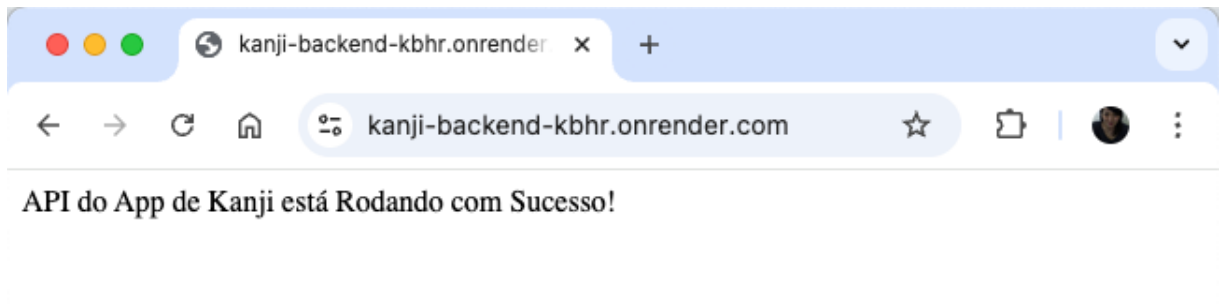 kanji-backend-kbhr.onrender
kanji-backend-kbhr.onrender.com
API do App de Kanji está Rodando com Sucesso!